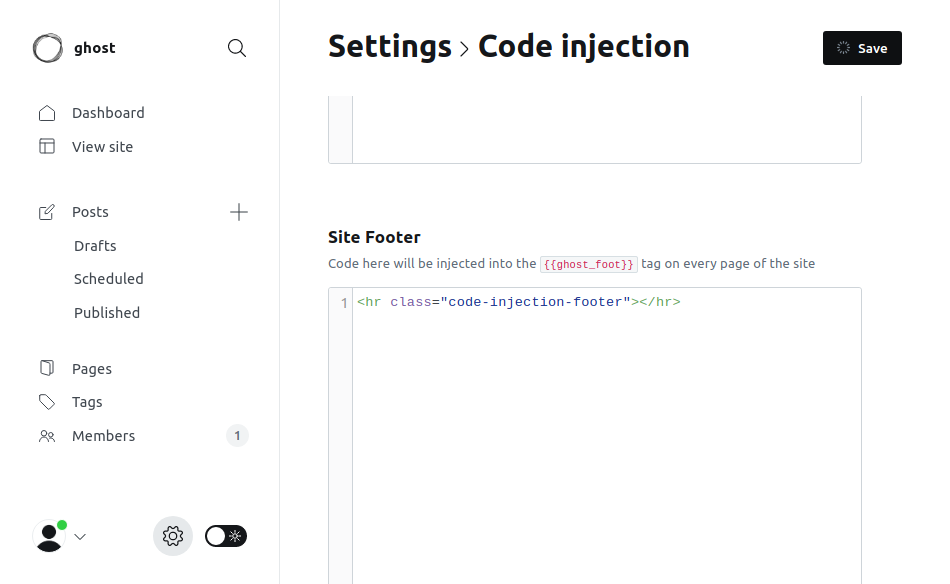 ghost
Settings > Code injection
Save
Dashboard
View site
Posts
Drafts
Scheduled
Published
Pages
Tags
Members 1
Site Footer
Code here will be injected into the {{ghost_foot}} tag on every page of the site
1 <hr class="code-injection-footer"></hr>